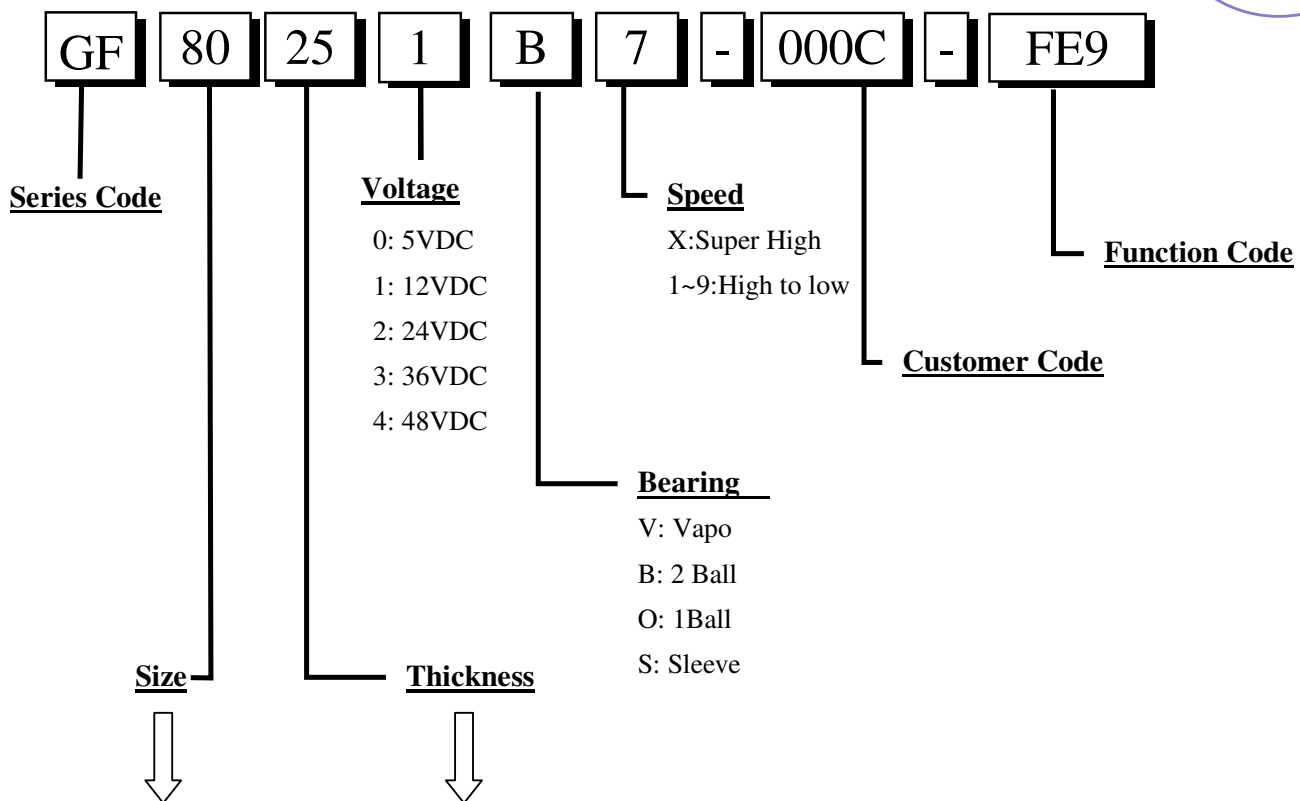 GF 80 25 1 B 7 - 000C - FE9
Series Code
Voltage
0: 5VDC
1: 12VDC
2: 24VDC
3: 36VDC
4: 48VDC
Speed
X:Super High
1~9:High to low
Function Code
Customer Code
Bearing
V: Vapo
B: 2 Ball
O: 1Ball
S: Sleeve
Size
Thickness